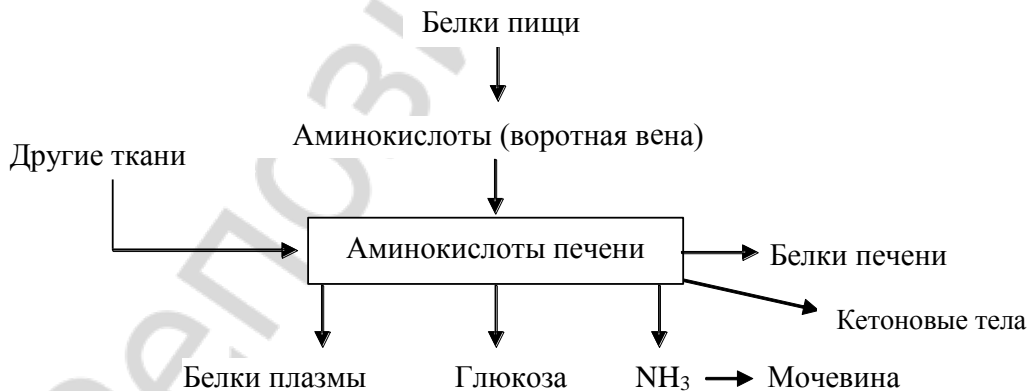 Белки пищи
Аминокислоты (воротная вена)
Другие ткани
Аминокислоты печени
Белки печени
Кетоновые тела
Белки плазмы Глюкоза NH₃ Мочевина